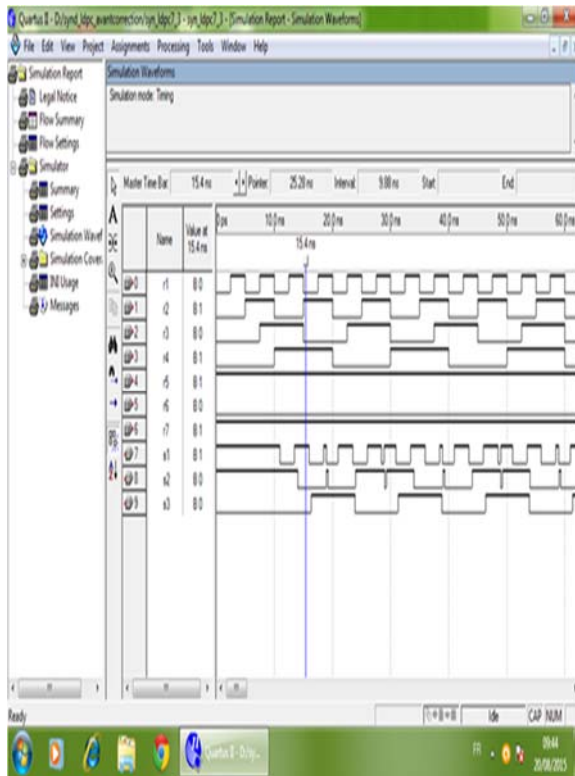 Quartus II - D:/synd_ldpc_avantcorrection/syn_ldpc7_3 - syn_ldpc7_3 - [Simulation Report - Simulation Waveforms]
File Edit View Project Assignments Processing Tools Window Help
Simulation Report
Legal Notice
Flow Summary
Flow Settings
Simulator
Summary
Settings
Simulation Wavef
Simulation Cover
INI Usage
Messages
Simulation Waveforms
Simulation mode: Timing
Master Time Bar: 15.4 ns Pointer: 25.28 ns Interval: 9.88 ns Start: End:
Name Value at 15.4 ns
0 ps 10.0 ns 20.0 ns 30.0 ns 40.0 ns 50.0 ns 60.0 ns
15.4 ns
0 r1 B 0
1 r2 B 1
2 r3 B 0
3 r4 B 1
4 r5 B 1
5 r6 B 0
6 r7 B 1
7 s1 B 1
8 s2 B 0
9 s3 B 0
Ready
Idle CAP NUM
Quartus II - D:/sy...
FR
09:44
20/08/2015